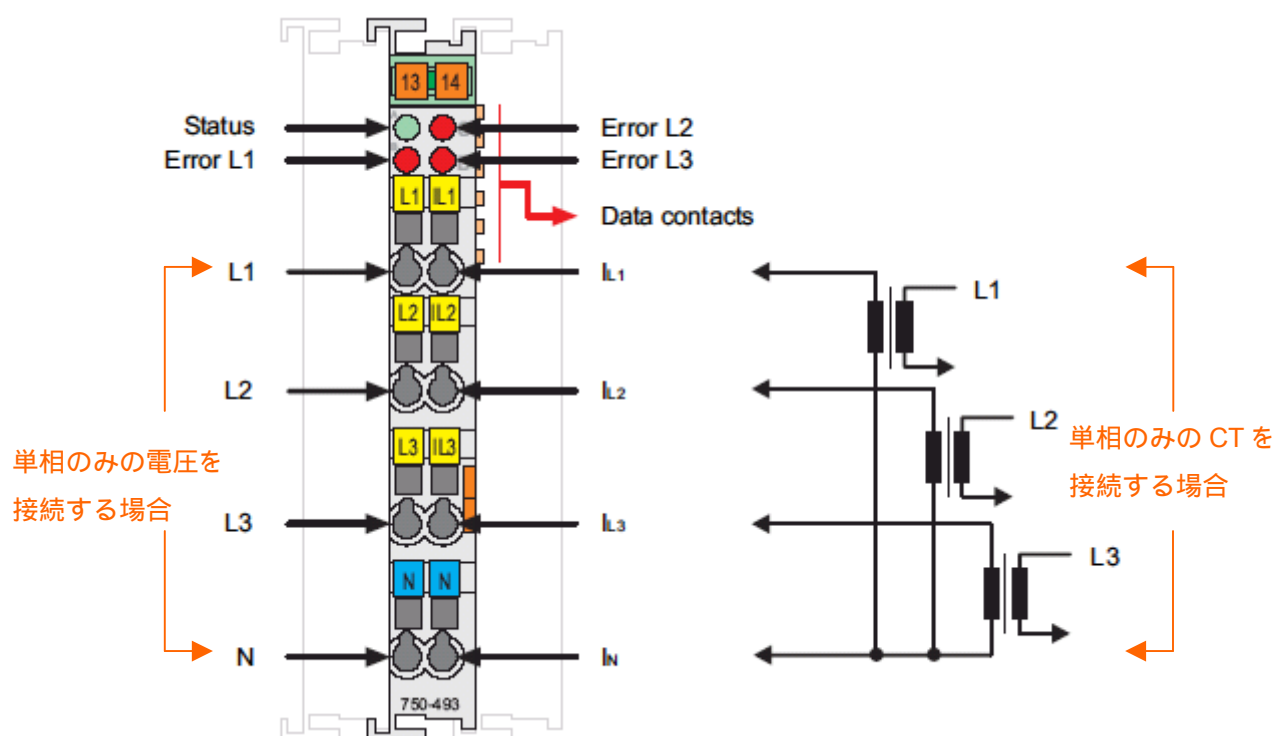 13 14
Status
Error L1
Error L2
Error L3
Data contacts
L1 IL1
L1
IL1
L2 IL2
L2
IL2
L3 IL3
L3
IL3
N N
N
IN
750-493
単相のみの電圧を
接続する場合
L1
L2
L3
単相のみの CT を
接続する場合